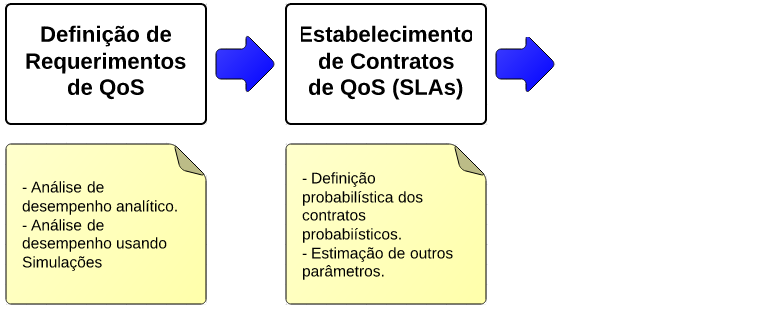 Definição de
Requerimentos
de QoS
Estabelecimento
de Contratos
de QoS (SLAs)
- Análise de
desempenho analítico.
- Análise de
desempenho usando
Simulações
- Definição
probabilística dos
contratos
probabiísticos.
- Estimação de outros
parâmetros.